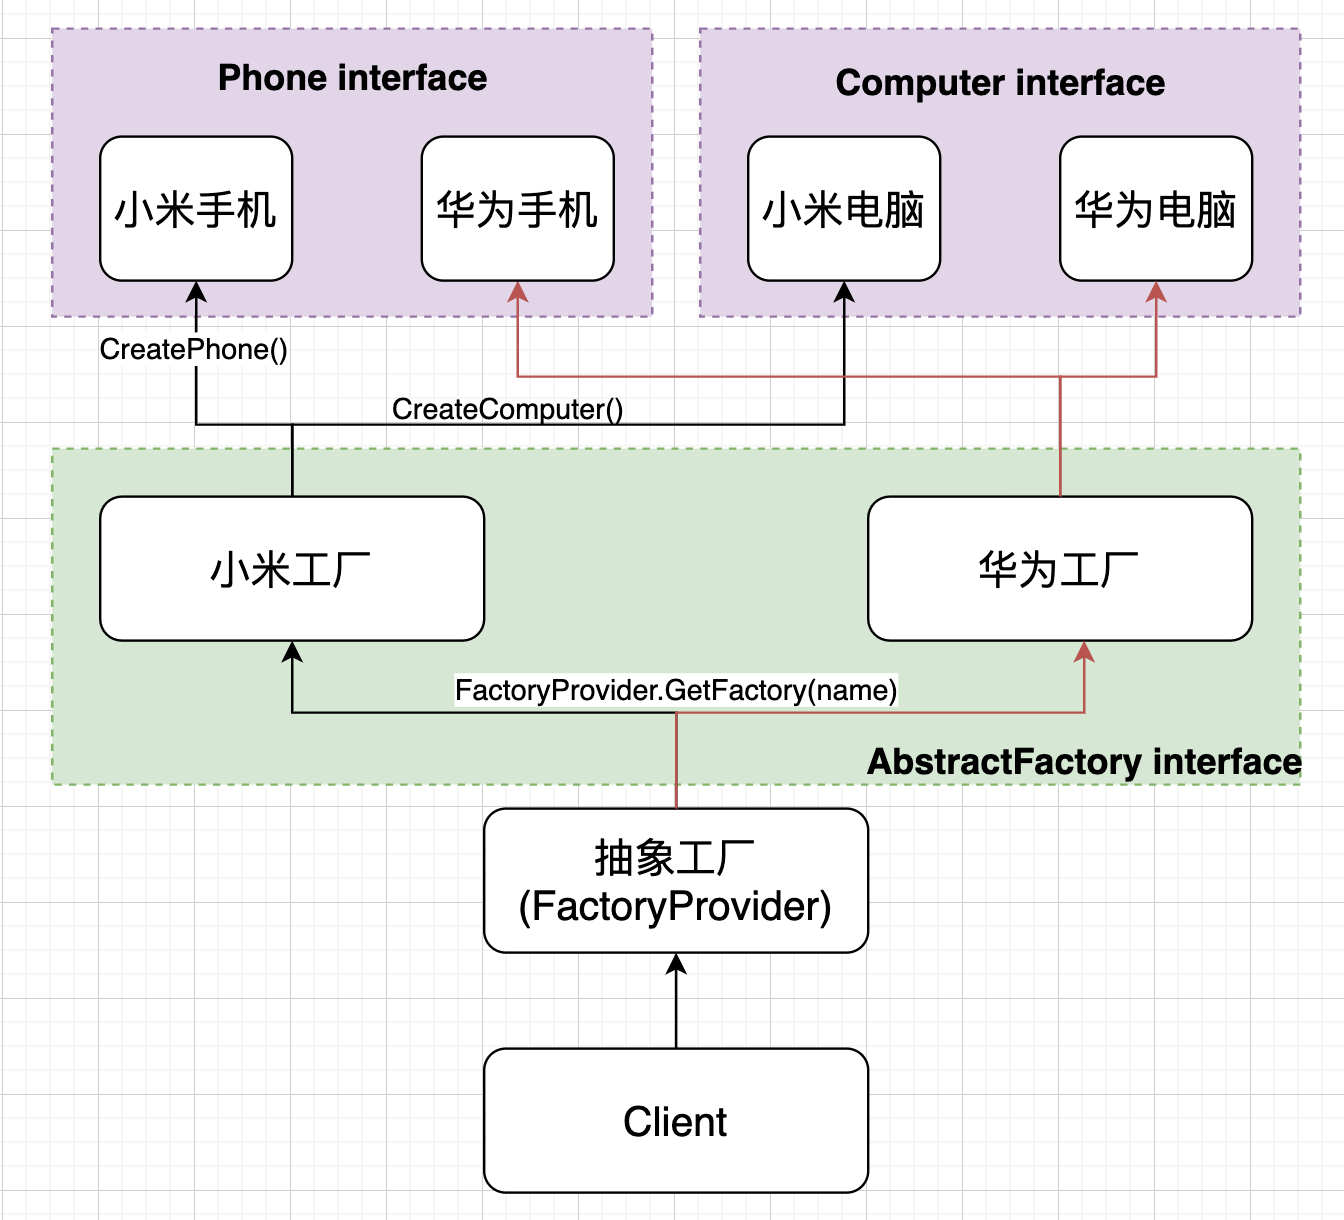 Phone interface
Computer interface
小米手机
华为手机
小米电脑
华为电脑
CreatePhone()
CreateComputer()
小米工厂
华为工厂
FactoryProvider.GetFactory(name)
AbstractFactory interface
抽象工厂
(FactoryProvider)
Client